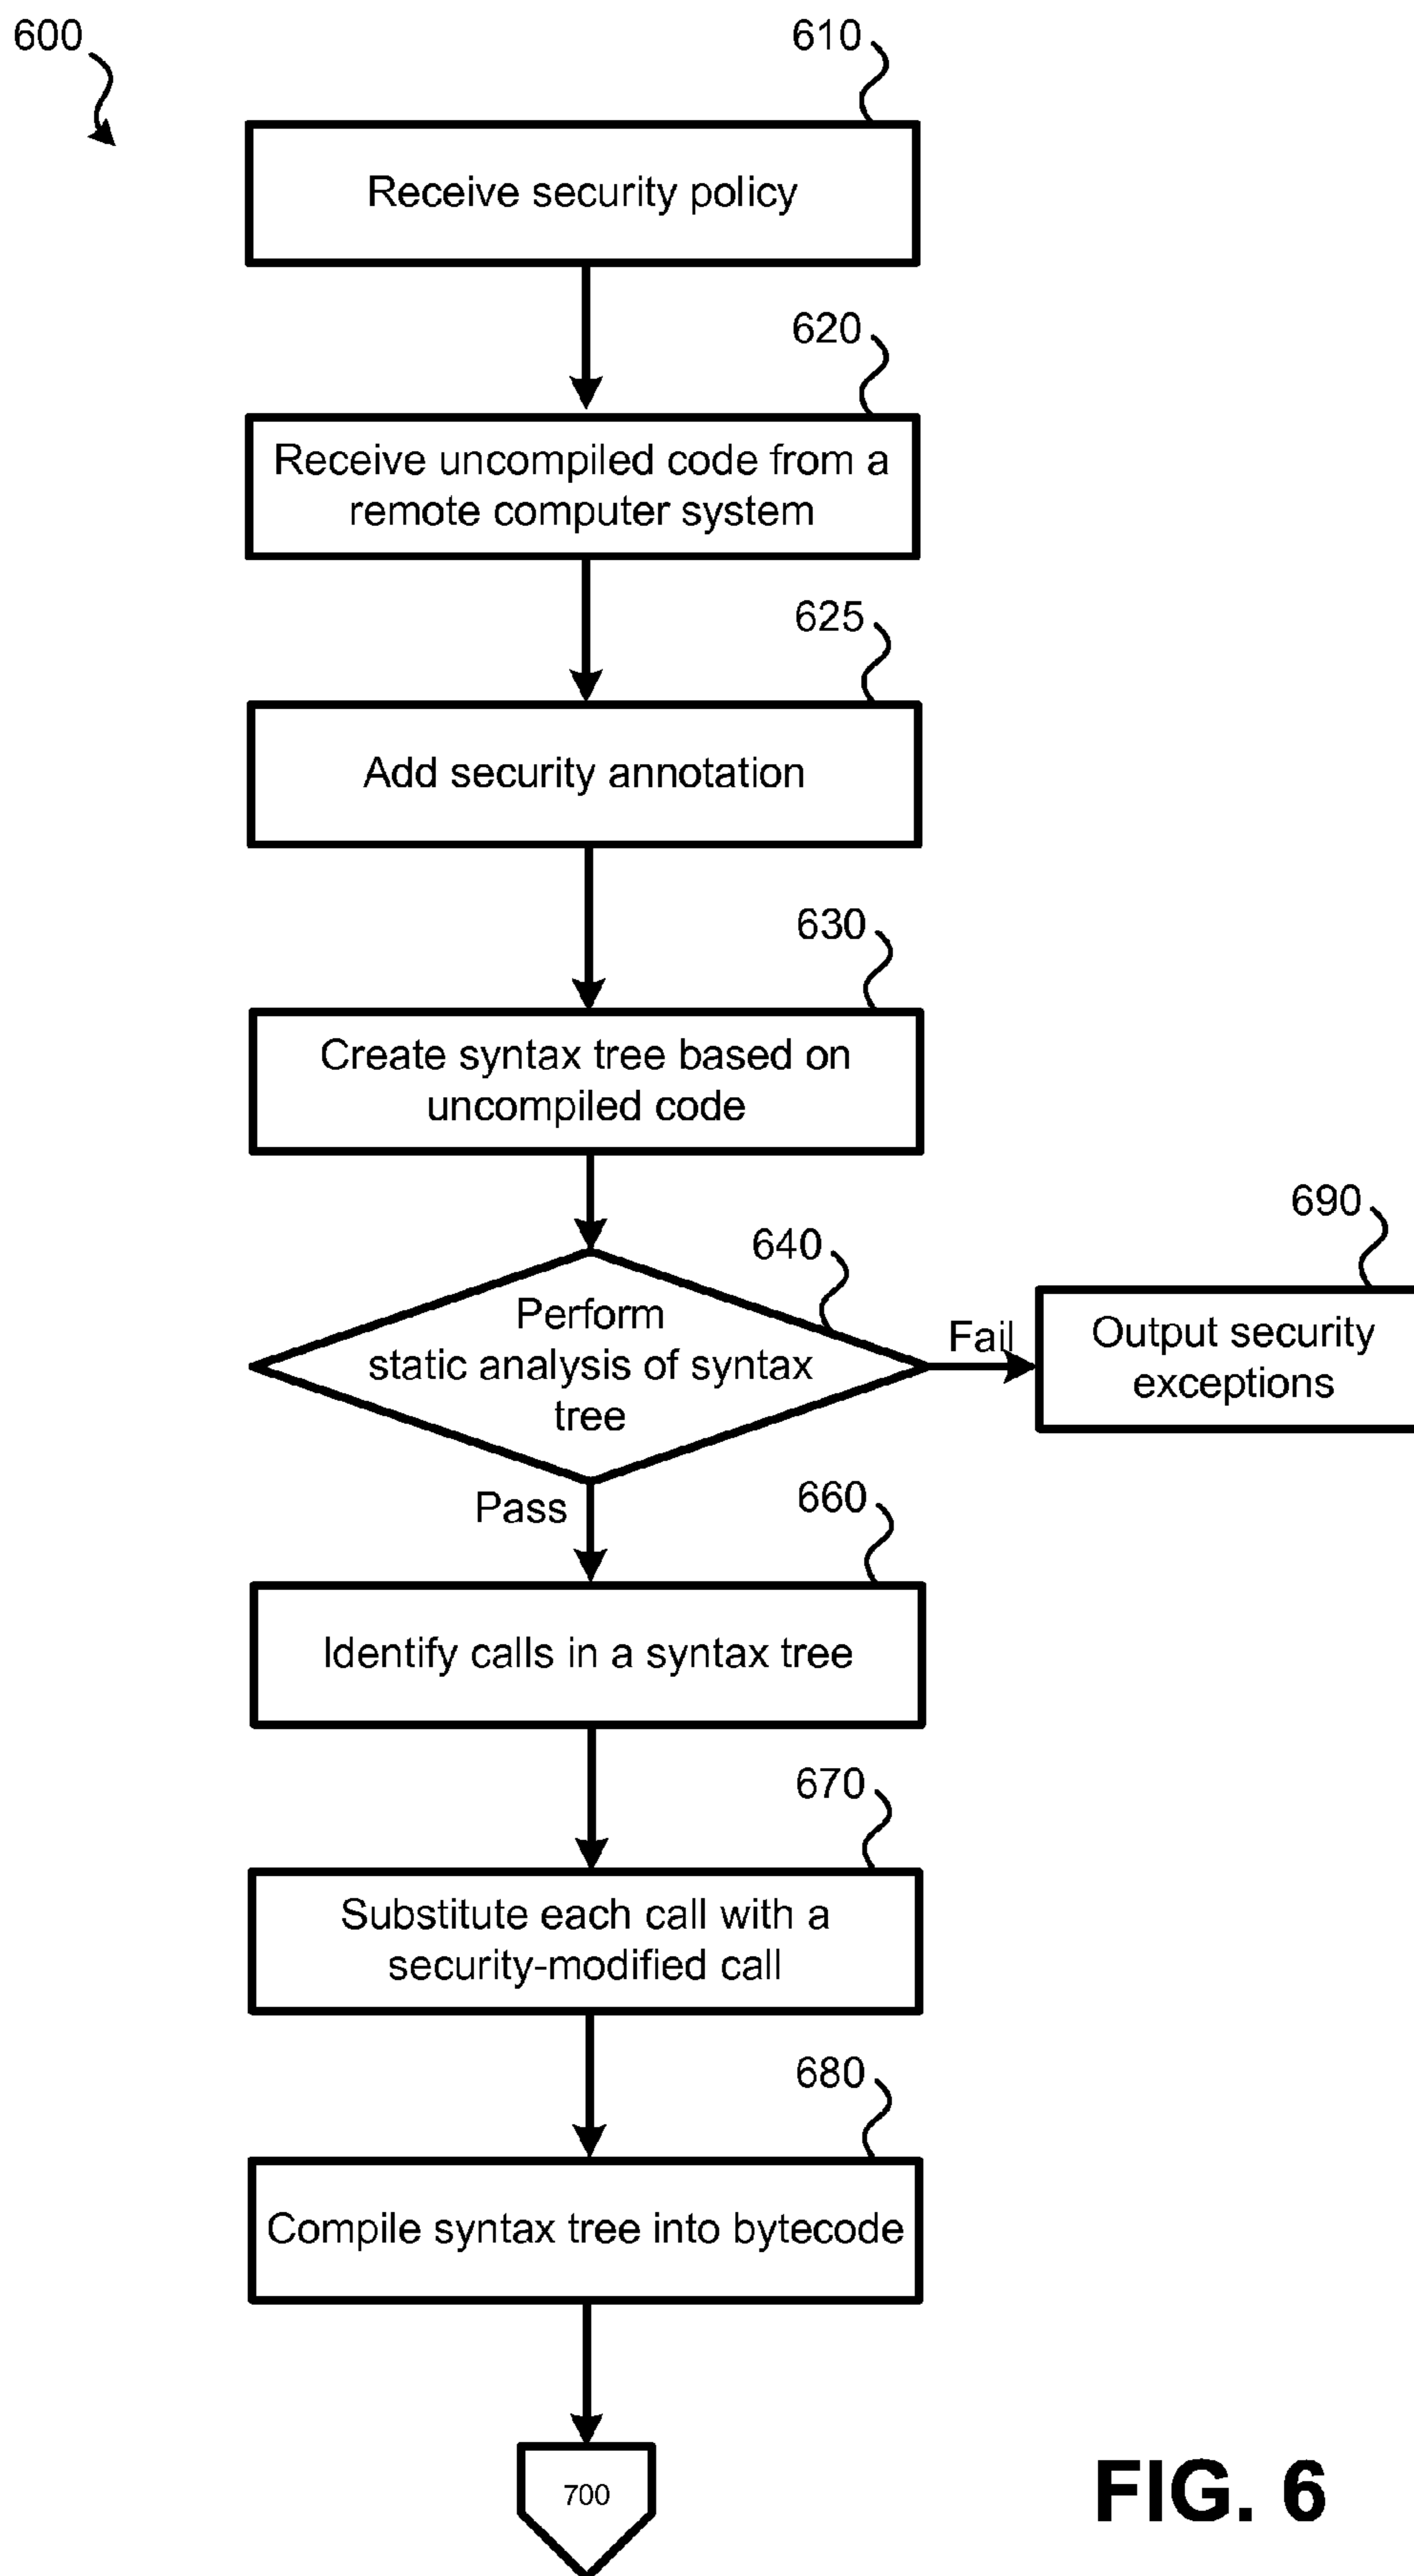 600
610
Receive security policy
620
Receive uncompiled code from a
remote computer system
625
Add security annotation
630
Create syntax tree based on
uncompiled code
640
Perform
static analysis of syntax
tree
Fail
690
Output security
exceptions
Pass
660
Identify calls in a syntax tree
670
Substitute each call with a
security-modified call
680
Compile syntax tree into bytecode
700
FIG. 6